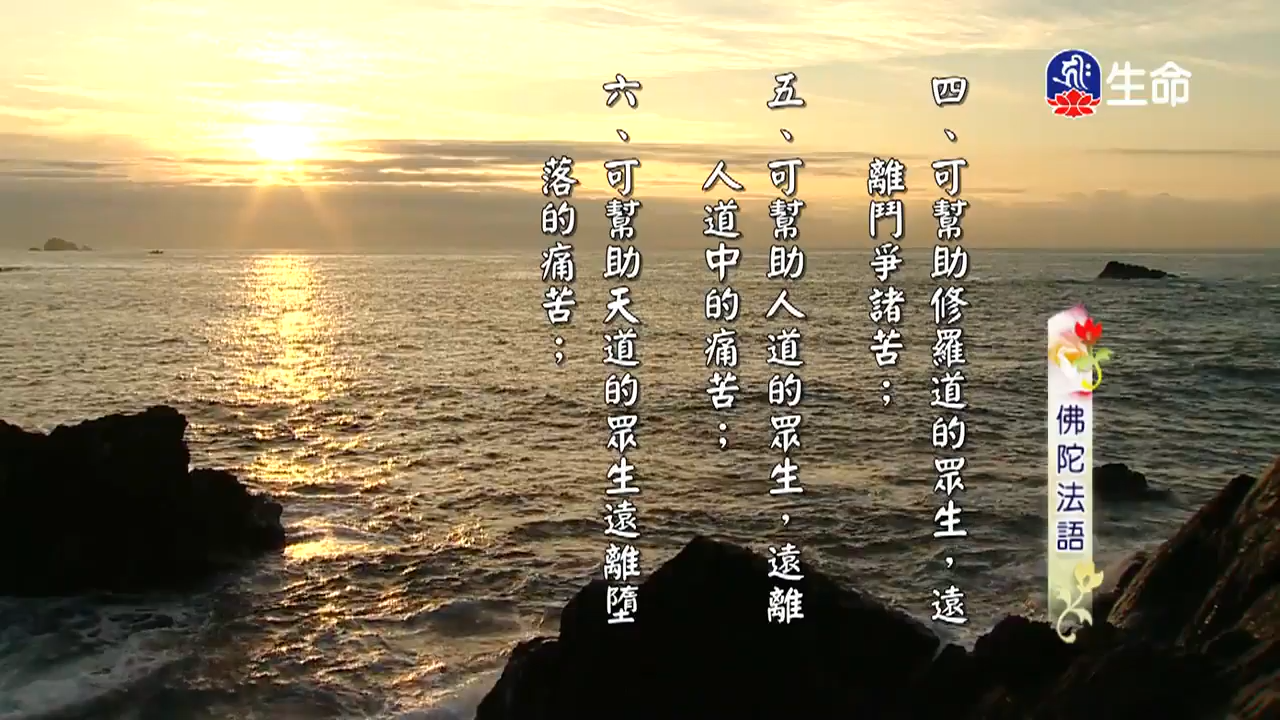 生命
四、可幫助修羅道的眾生，遠
離鬥爭諸苦；
五、可幫助人道的眾生，遠離
人道中的痛苦；
六、可幫助天道的眾生遠離墮
落的痛苦；
佛陀法語